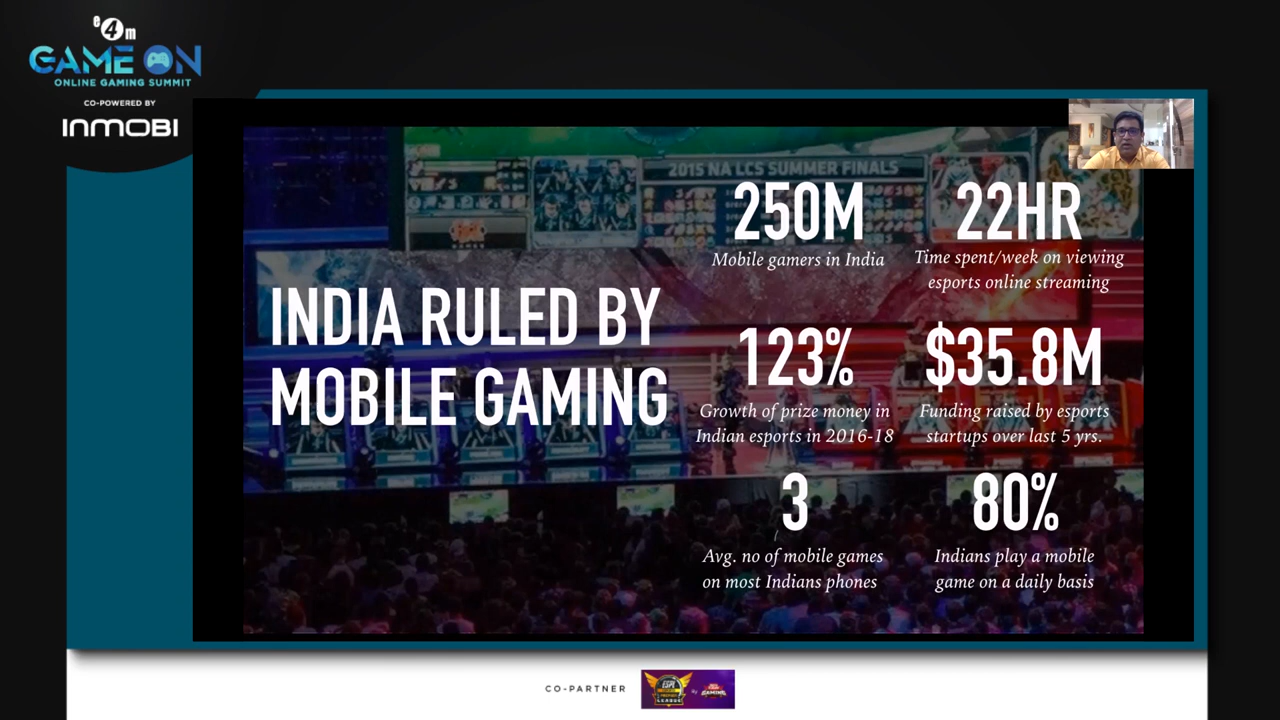 e4m
GAME ON
ONLINE GAMING SUMMIT
CO-POWERED BY
INMOBI
2015 NA LCS SUMMER FINALS
INDIA RULED BY
MOBILE GAMING
250M
Mobile gamers in India
22HR
Time spent/week on viewing
esports online streaming
123%
Growth of prize money in
Indian esports in 2016-18
$35.8M
Funding raised by esports
startups over last 5 yrs.
3
Avg. no of mobile games
on most Indians phones
80%
Indians play a mobile
game on a daily basis
CO-PARTNER
ESPL
LEAGUE
By
GAMING